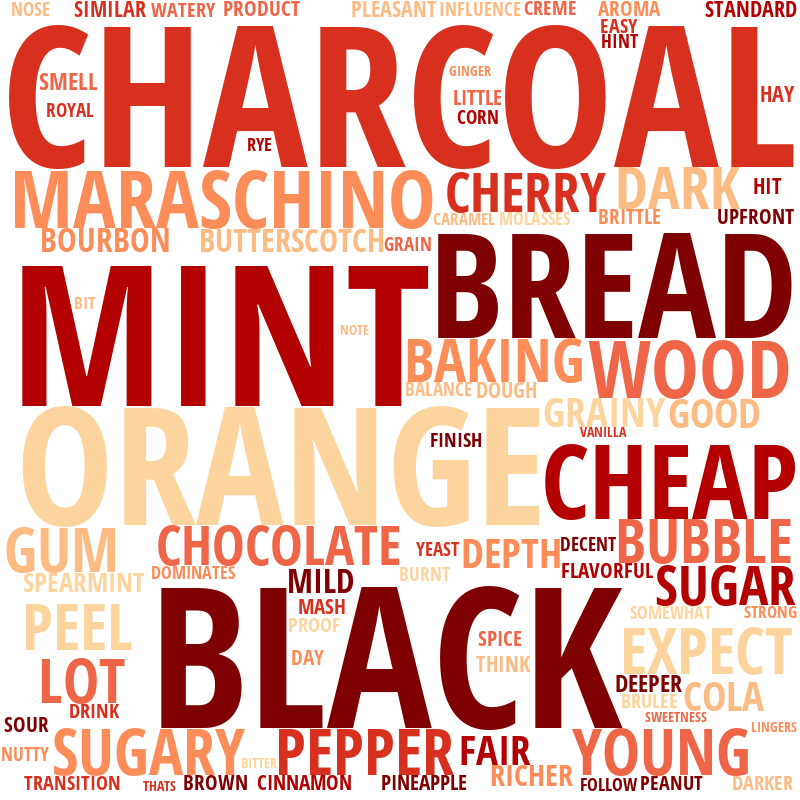 NOSE SIMILAR WATERY PRODUCT PLEASANT INFLUENCE CREME AROMA STANDARD
EASY
HINT
CHARCOAL
SMELL
GINGER
LITTLE
HAY
ROYAL
CORN
RYE
MARASCHINO
CHERRY
DARK
HIT
CARAMEL
MOLASSES
BRITTLE
UPFRONT
BOURBON
BUTTERSCOTCH
GRAIN
MINT
BREAD
BIT
NOTE
BAKING
WOOD
BALANCE
DOUGH
ORANGE
GRAINY
GOOD
VANILLA
FINISH
CHEAP
GUM
CHOCOLATE
YEAST
DEPTH
DECENT
BUBBLE
SPEARMINT
DOMINATES
MILD
BURNT
FLAVORFUL
SUGAR
MASH
PEEL
PROOF
BLACK
SOMEWHAT
STRONG
SPICE
EXPECT
DAY
THINK
LOT
DEEPER
BRULEE
COLA
DRINK
SWEETNESS
SOUR
LINGERS
NUTTY
SUGARY
BITTER
PEPPER
FAIR
YOUNG
RICHER
TRANSITION
THATS
BROWN
CINNAMON
PINEAPPLE
FOLLOW
PEANUT
DARKER